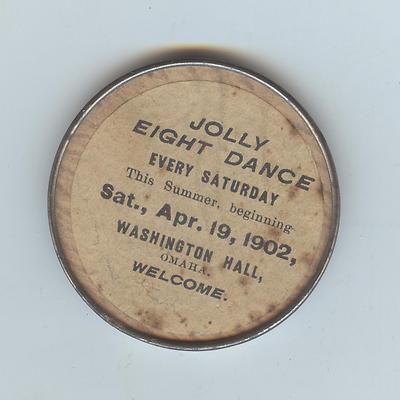 JOLLY
EIGHT DANCE
EVERY SATURDAY
This Summer, beginning
Sat., Apr. 19, 1902,
WASHINGTON HALL,
OMAHA.
WELCOME.